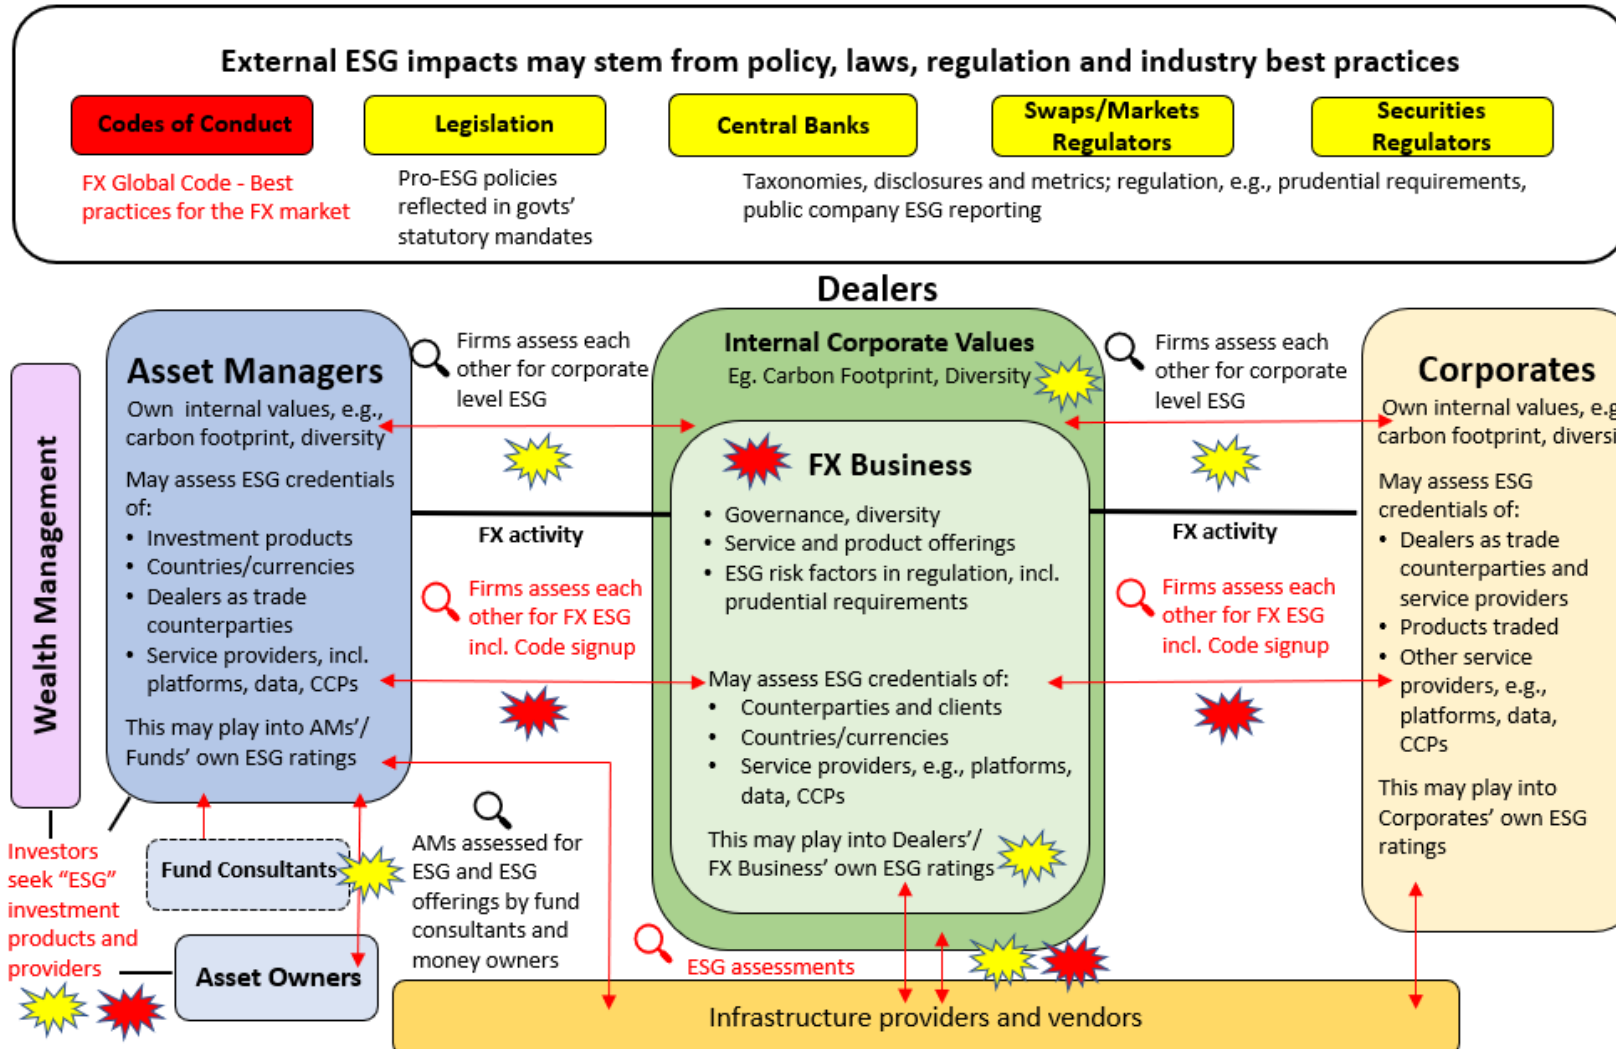 External ESG impacts may stem from policy, laws, regulation and industry best practices
Codes of Conduct
Legislation
Central Banks
Swaps/Markets
Regulators
Securities
Regulators
FX Global Code - Best
practices for the FX market
Pro-ESG policies
reflected in govts'
statutory mandates
Taxonomies, disclosures and metrics; regulation, e.g., prudential requirements,
public company ESG reporting
Dealers
Wealth Management
Asset Managers
Own internal values, e.g.,
carbon footprint, diversity
May assess ESG credentials
of:
• Investment products
• Countries/currencies
• Dealers as trade
counterparties
• Service providers, incl.
platforms, data, CCPs
This may play into AMs'/
Funds' own ESG ratings
Firms assess each
other for corporate
level ESG
FX activity
Firms assess each
other for FX ESG
incl. Code signup
Internal Corporate Values
Eg. Carbon Footprint, Diversity
FX Business
• Governance, diversity
• Service and product offerings
• ESG risk factors in regulation, incl.
prudential requirements
May assess ESG credentials of:
• Counterparties and clients
• Countries/currencies
• Service providers, e.g., platforms,
data, CCPs
This may play into Dealers'/
FX Business' own ESG ratings
Firms assess each
other for corporate
level ESG
FX activity
Firms assess each
other for FX ESG
incl. Code signup
Corporates
Own internal values, e.g
carbon footprint, diversi
May assess ESG
credentials of:
• Dealers as trade
counterparties and
service providers
• Products traded
• Other service
providers, e.g.,
platforms, data,
CCPs
This may play into
Corporates' own ESG
ratings
Investors
seek "ESG"
investment
products and
providers
Fund Consultants
Asset Owners
AMs assessed for
ESG and ESG
offerings by fund
consultants and
money owners
ESG assessments
Infrastructure providers and vendors